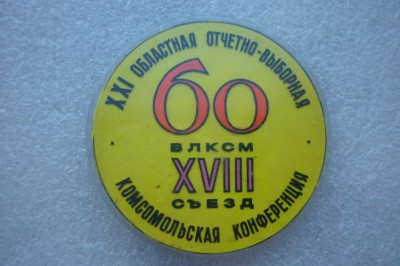 XXI ОБЛАСТНАЯ ОТЧЕТНО-ВЫБОРНАЯ
60
ВЛКСМ
XVIII
СЪЕЗД
КОМСОМОЛЬСКАЯ КОНФЕРЕНЦИЯ